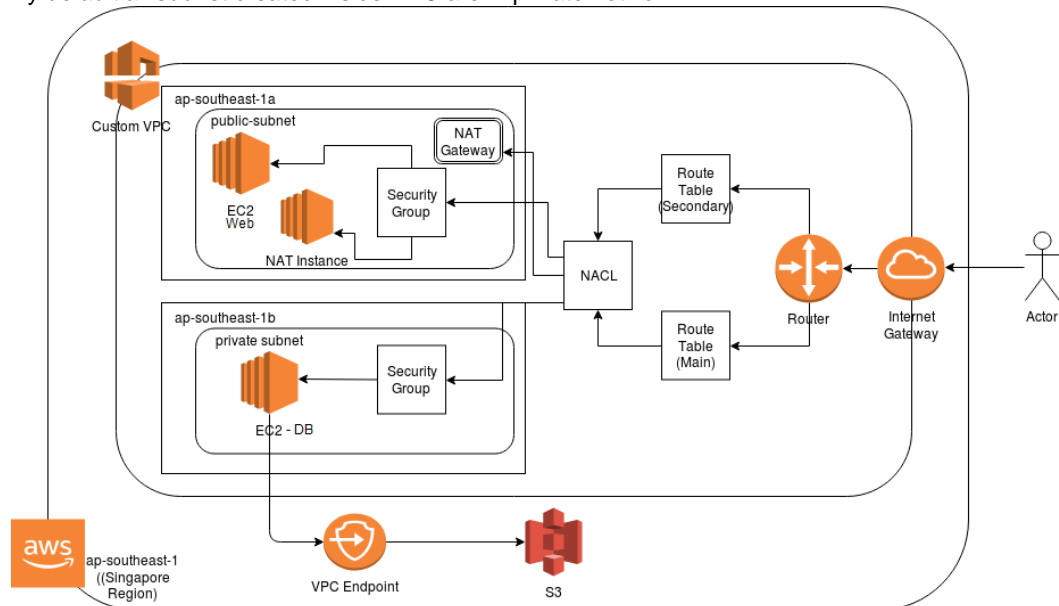 Custom VPC
ap-southeast-1a
public-subnet
NAT
Gateway
Security
Group
EC2
Web
NAT Instance
Route
Table
(Secondary)
NACL
Router
Internet
Gateway
Actor
ap-southeast-1b
private subnet
Security
Group
Route
Table
(Main)
EC2 - DB
aws
ap-southeast-1
((Singapore
Region)
VPC Endpoint
S3